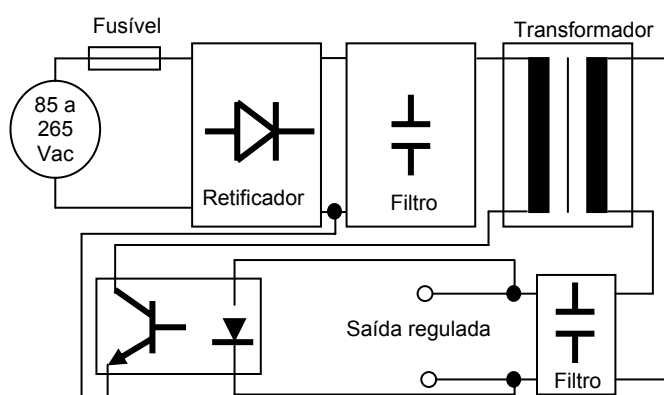 Fusível
Transformador
85 a
265
Vac
Retificador
Filtro
Saída regulada
Filtro